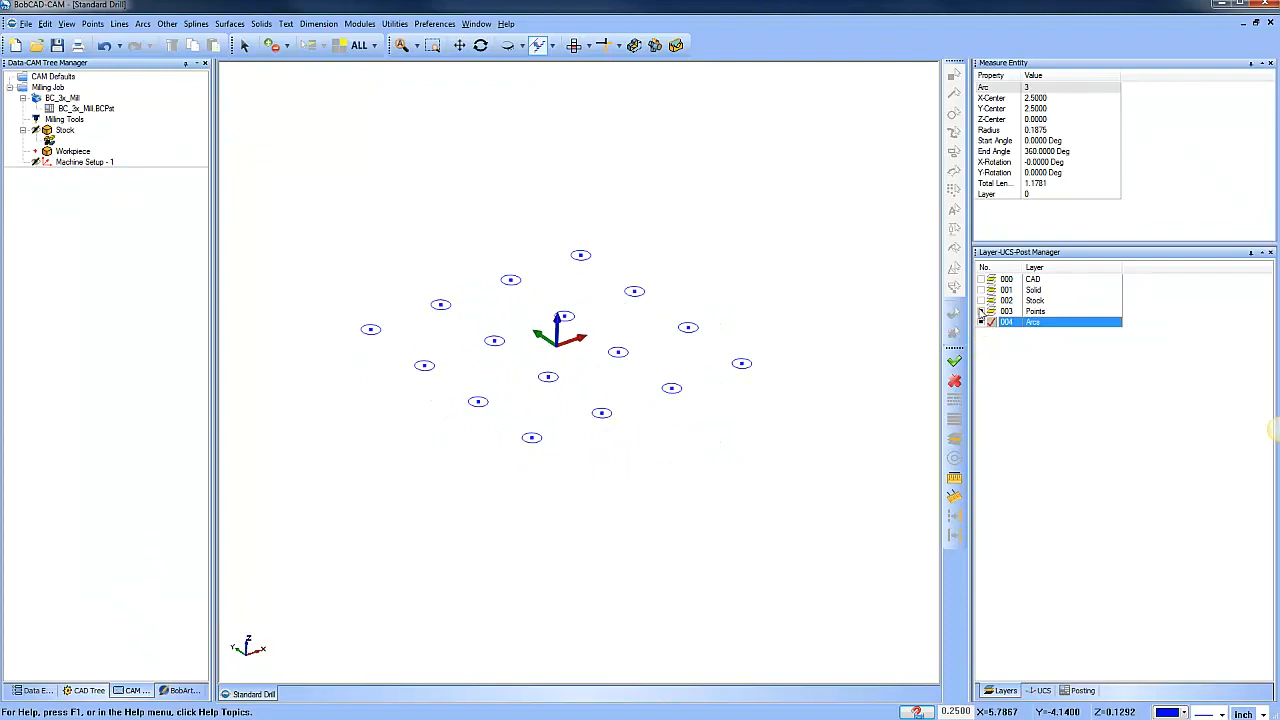 BobCAD-CAM - [Standard Drill]
File Edit View Points Lines Arcs Other Splines Surfaces Solids Text Dimension Modules Utilities Preferences Window Help
ALL
Data-CAM Tree Manager
CAM Defaults
Milling Job
BC_3x_Mill
BC_3x_Mill.BCPst
Milling Tools
Stock
Workpiece
Machine Setup - 1
Z
Y
X
Data E...
CAD Tree
CAM ...
BobArt...
Standard Drill
Measure Entity
Property Value
Arc 3
X-Center 2.5000
Y-Center 2.5000
Z-Center 0.0000
Radius 0.1875
Start Angle 0.0000 Deg
End Angle 360.0000 Deg
X-Rotation -0.0000 Deg
Y-Rotation 0.0000 Deg
Total Len... 1.1781
Layer 0
Layer-UCS-Post Manager
No. Layer
000 CAD
001 Solid
002 Stock
003 Points
004 Arcs
Layers
UCS
Posting
For Help, press F1, or in the Help menu, click Help Topics.
0.2500 X=5.7867 Y=-4.1400 Z=0.1292
Inch